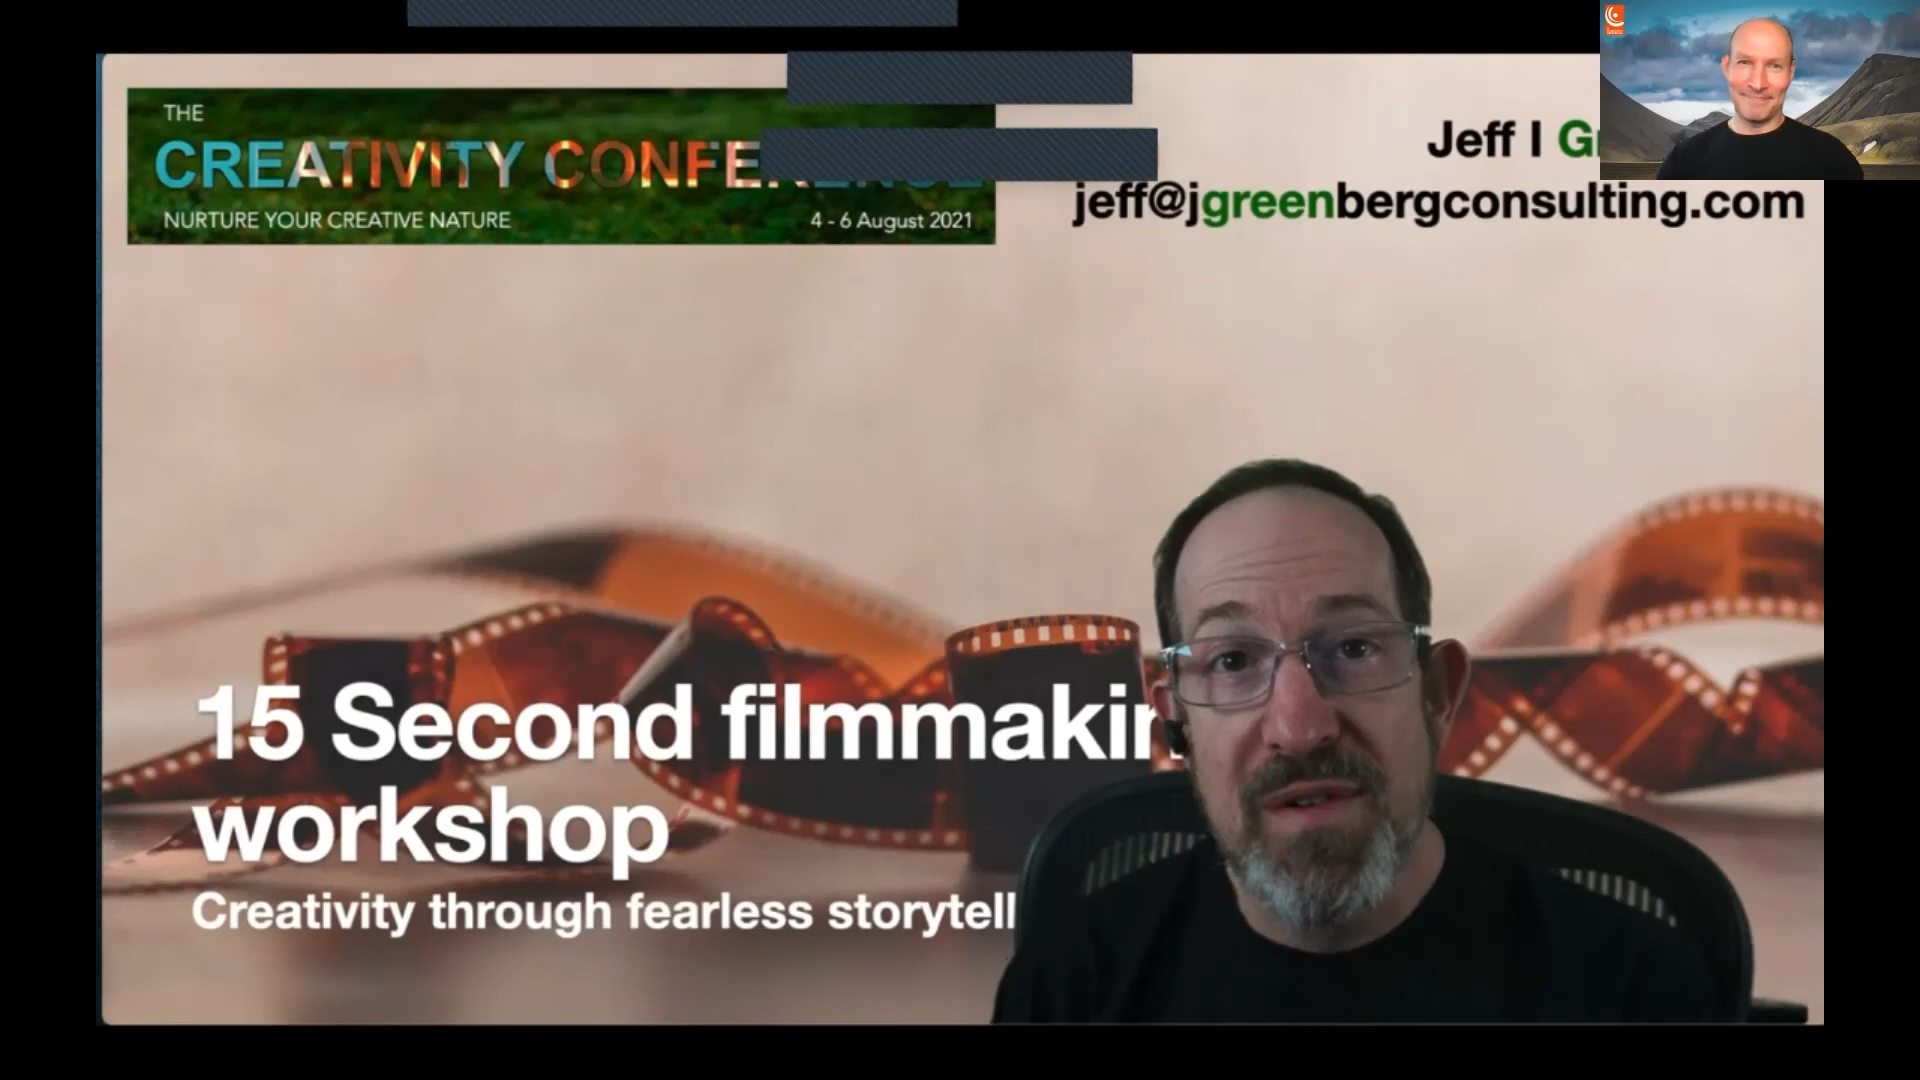 THE
CREATIVITY CONFE
NURTURE YOUR CREATIVE NATURE
4 - 6 August 2021
Jeff I G
jeff@jgreenbergconsulting.com
15 Second filmmakin
workshop
Creativity through fearless storytell